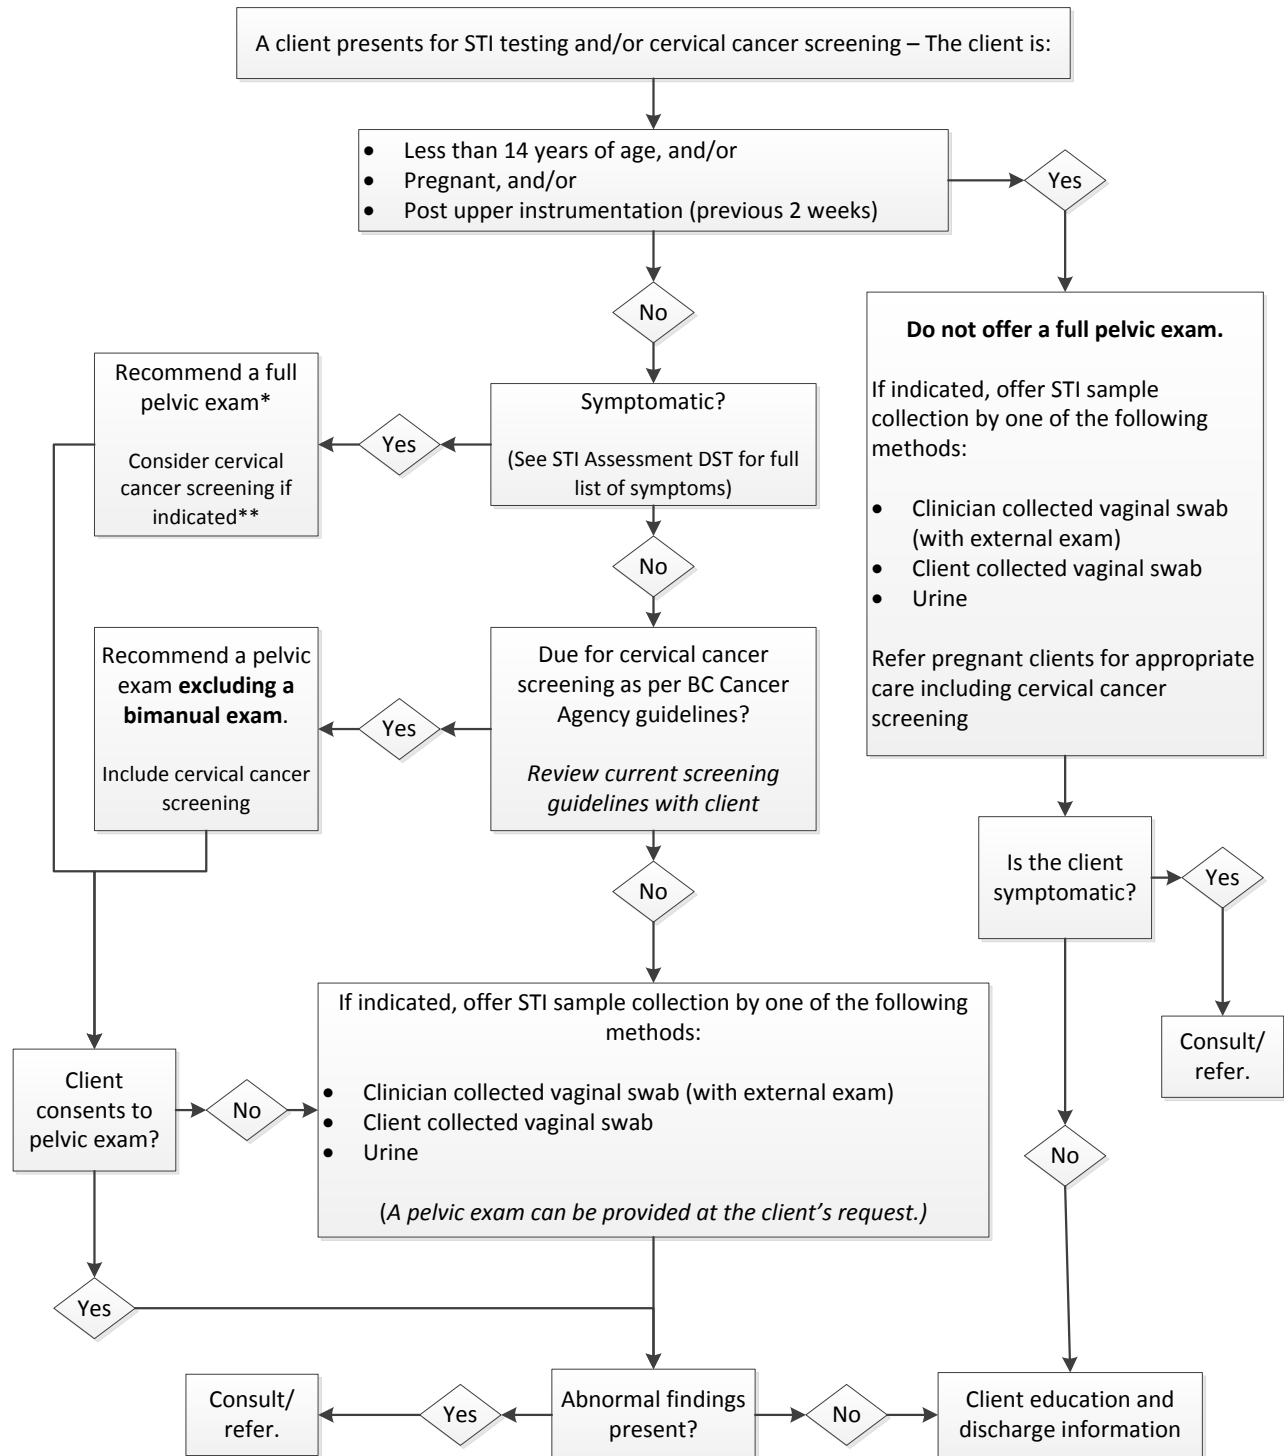 A client presents for STI testing and/or cervical cancer screening – The client is:
• Less than 14 years of age, and/or
• Pregnant, and/or
• Post upper instrumentation (previous 2 weeks)
Yes
No
Do not offer a full pelvic exam.
If indicated, offer STI sample
collection by one of the following
methods:
• Clinician collected vaginal swab
(with external exam)
• Client collected vaginal swab
• Urine
Refer pregnant clients for appropriate
care including cervical cancer
screening
Recommend a full
pelvic exam*
Consider cervical
cancer screening if
indicated**
Yes
Symptomatic?
(See STI Assessment DST for full
list of symptoms)
No
Recommend a pelvic
exam excluding a
bimanual exam.
Include cervical cancer
screening
Yes
Due for cervical cancer
screening as per BC Cancer
Agency guidelines?
Review current screening
guidelines with client
No
Is the client
symptomatic?
Yes
Consult/
refer.
No
If indicated, offer STI sample collection by one of the following
methods:
• Clinician collected vaginal swab (with external exam)
• Client collected vaginal swab
• Urine
(A pelvic exam can be provided at the client’s request.)
Client
consents to
pelvic exam?
No
Yes
Consult/
refer.
Yes
Abnormal findings
present?
No
Client education and
discharge information